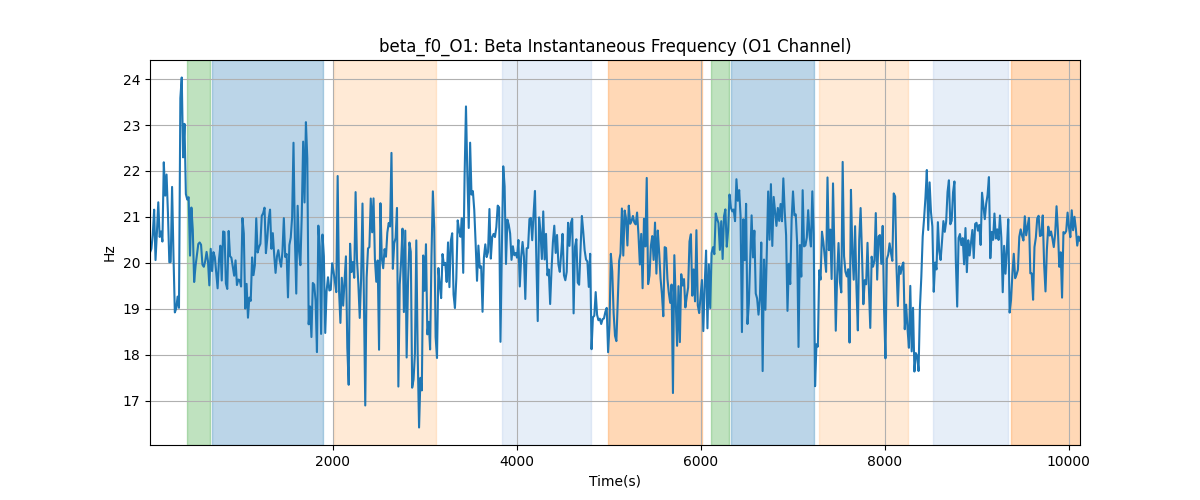 beta_f0_O1: Beta Instantaneous Frequency (O1 Channel)
24
23
22
21
20
19
18
17
Hz
2000 4000 6000 8000 10000
Time(s)